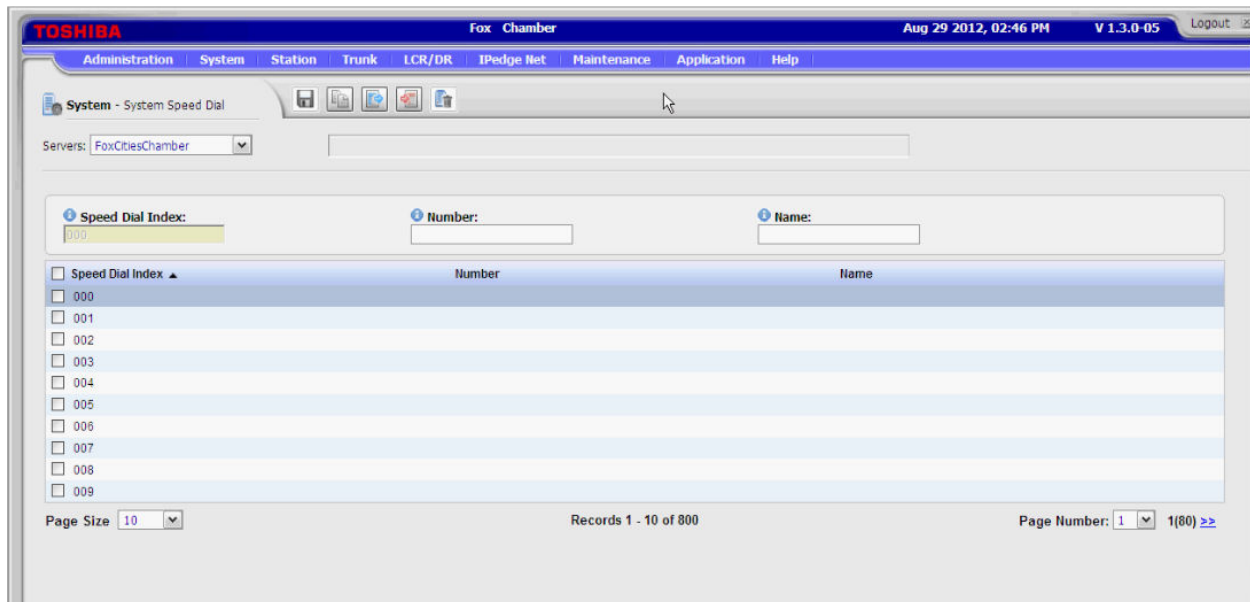 TOSHIBA Fox Chamber Aug 29 2012, 02:46 PM V 1.3.0-05 Logout
Administration System Station Trunk LCR/DR IPedge Net Maintenance Application Help
System - System Speed Dial
Servers: FoxCitiesChamber
Speed Dial Index: Number: Name:
000
Speed Dial Index Number Name
000
001
002
003
004
005
006
007
008
009
Page Size 10 Records 1 - 10 of 800 Page Number: 1 1(80) >>